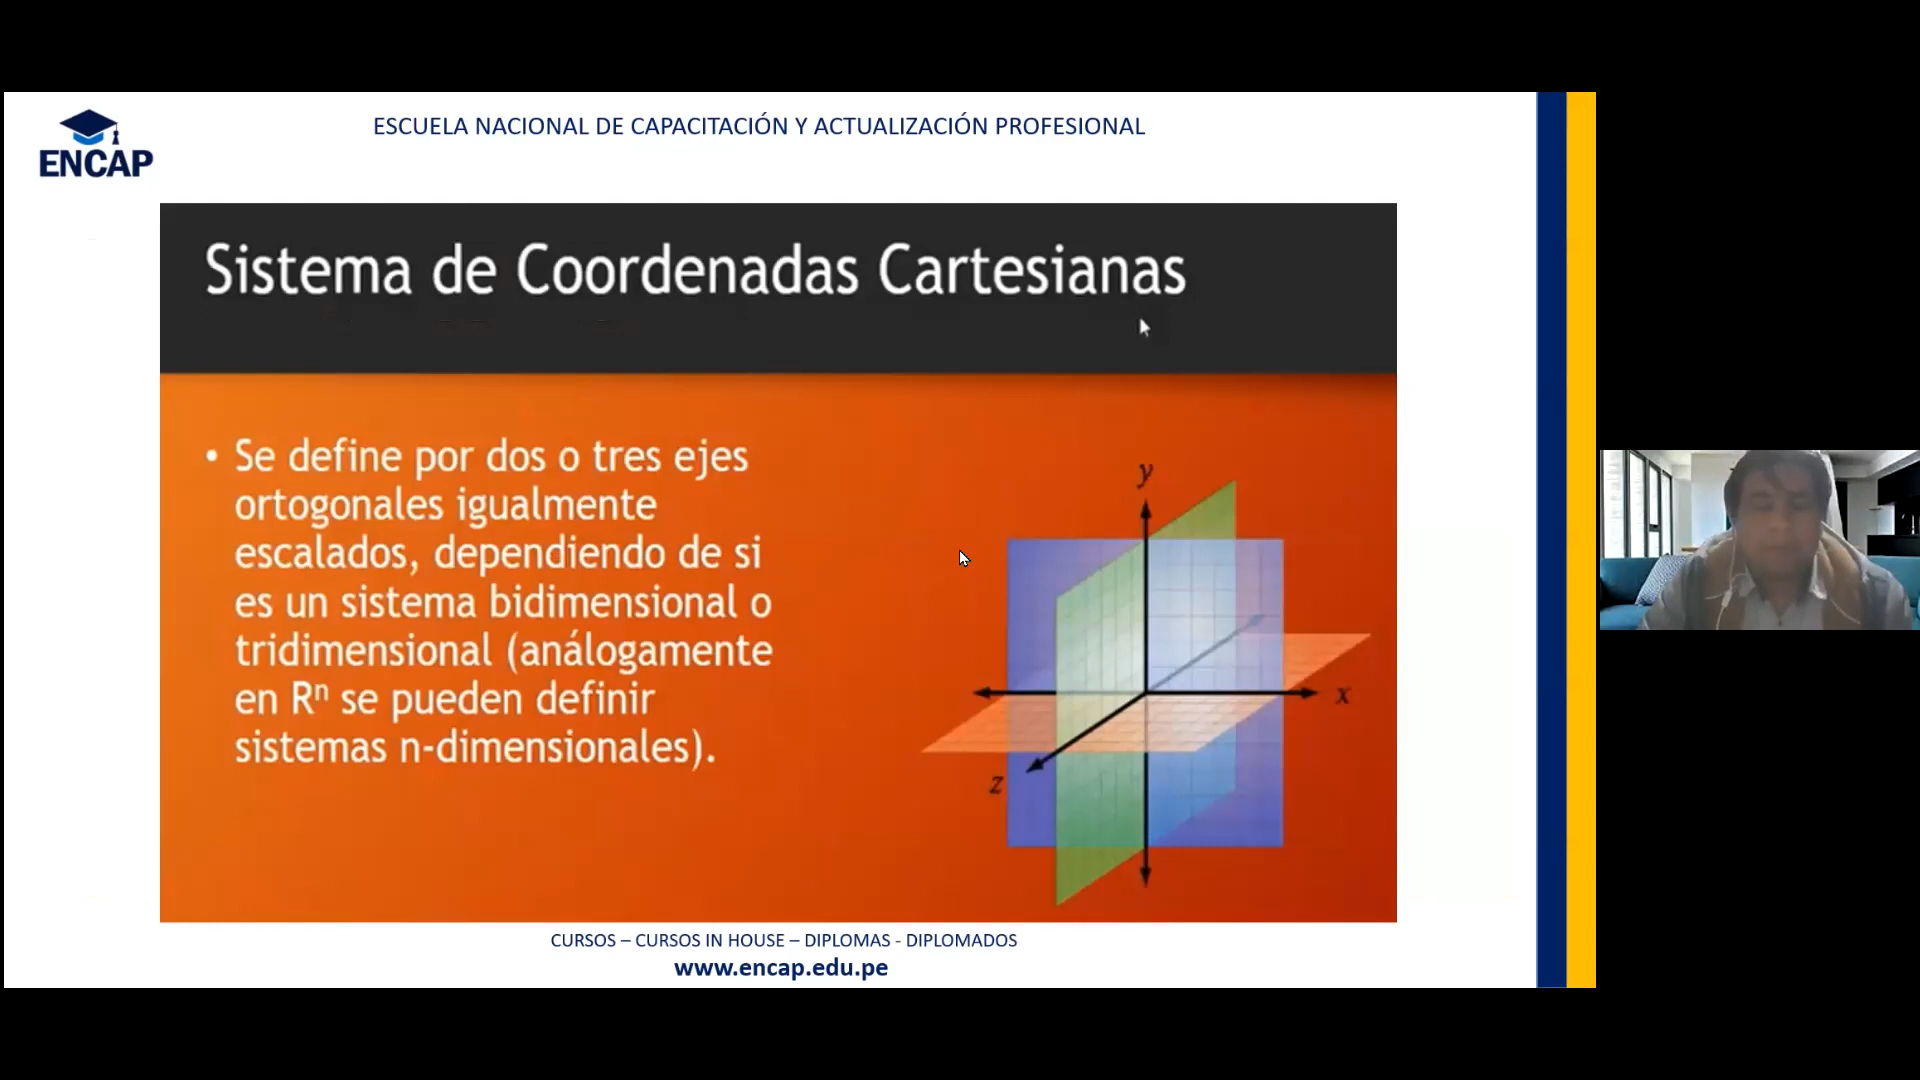 ESCUELA NACIONAL DE CAPACITACIÓN Y ACTUALIZACIÓN PROFESIONAL
ENCAP
Sistema de Coordenadas Cartesianas
• Se define por dos o tres ejes
ortogonales igualmente
escalados, dependiendo de si
es un sistema bidimensional o
tridimensional (análogamente
en Rⁿ se pueden definir
sistemas n-dimensionales).
y
x
z
CURSOS – CURSOS IN HOUSE – DIPLOMAS - DIPLOMADOS
www.encap.edu.pe